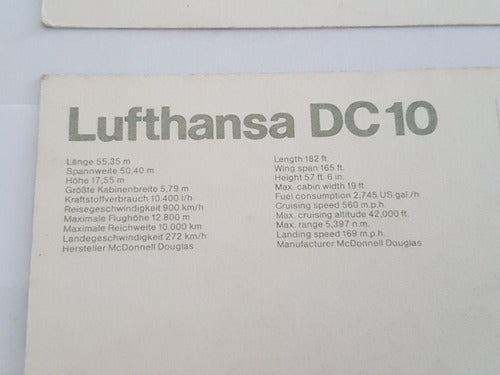 Lufthansa DC 10
Länge 55,35 m
Spannweite 50,40 m
Höhe 17,55 m
Größte Kabinenbreite 5,79 m
Kraftstoffverbrauch 10.400 l/h
Reisegeschwindigkeit 900 km/h
Maximale Flughöhe 12.800 m
Maximale Reichweite 10.000 km
Landegeschwindigkeit 272 km/h
Hersteller McDonnell Douglas
Length 182 ft.
Wing span 165 ft.
Height 57 ft. 6 in.
Max. cabin width 19 ft.
Fuel consumption 2,745 US gal./h
Cruising speed 560 m.p.h.
Max. cruising altitude 42,000 ft.
Max. range 5,397 n.m.
Landing speed 169 m.p.h.
Manufacturer McDonnell Douglas